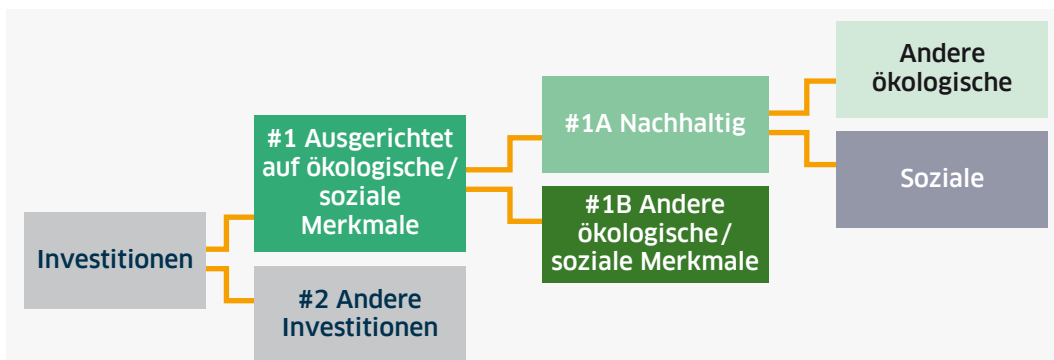 Investitionen
#1 Ausgerichtet
auf ökologische/
soziale
Merkmale
#2 Andere
Investitionen
#1A Nachhaltig
#1B Andere
ökologische/
soziale Merkmale
Andere
ökologische
Soziale